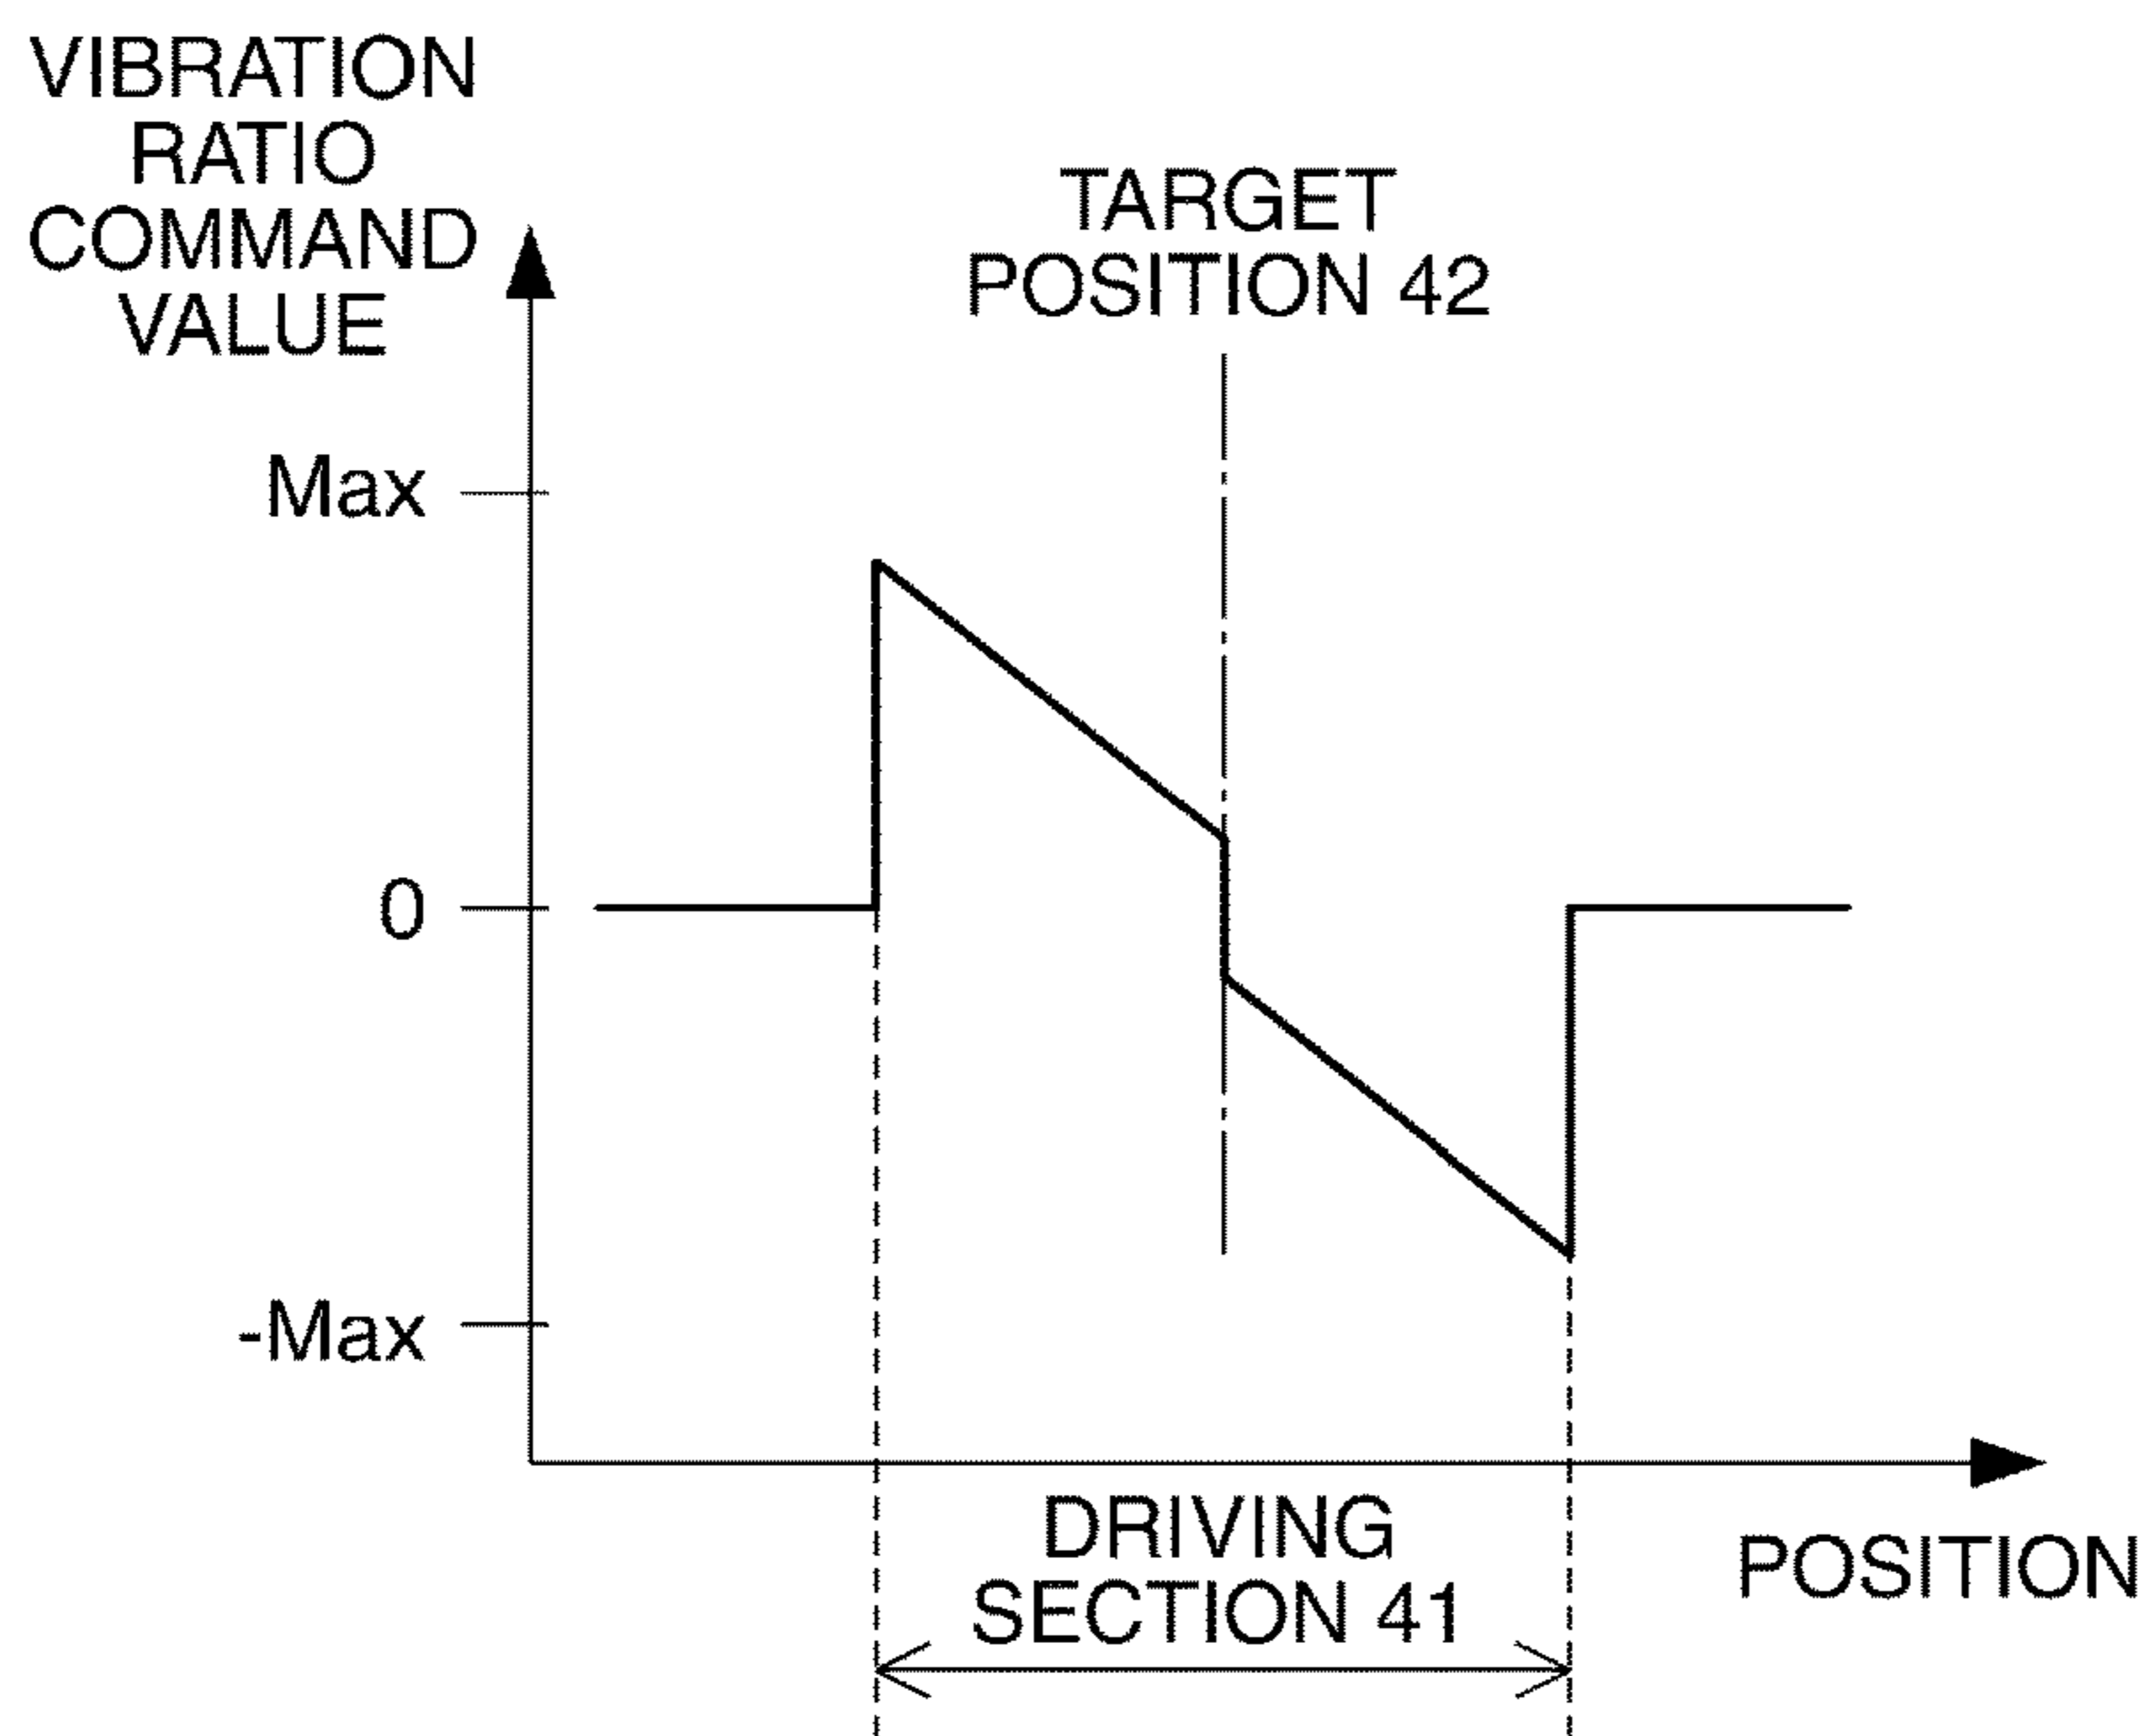 VIBRATION
RATIO
COMMAND
VALUE
TARGET
POSITION 42
Max
0
-Max
DRIVING
SECTION 41
POSITION